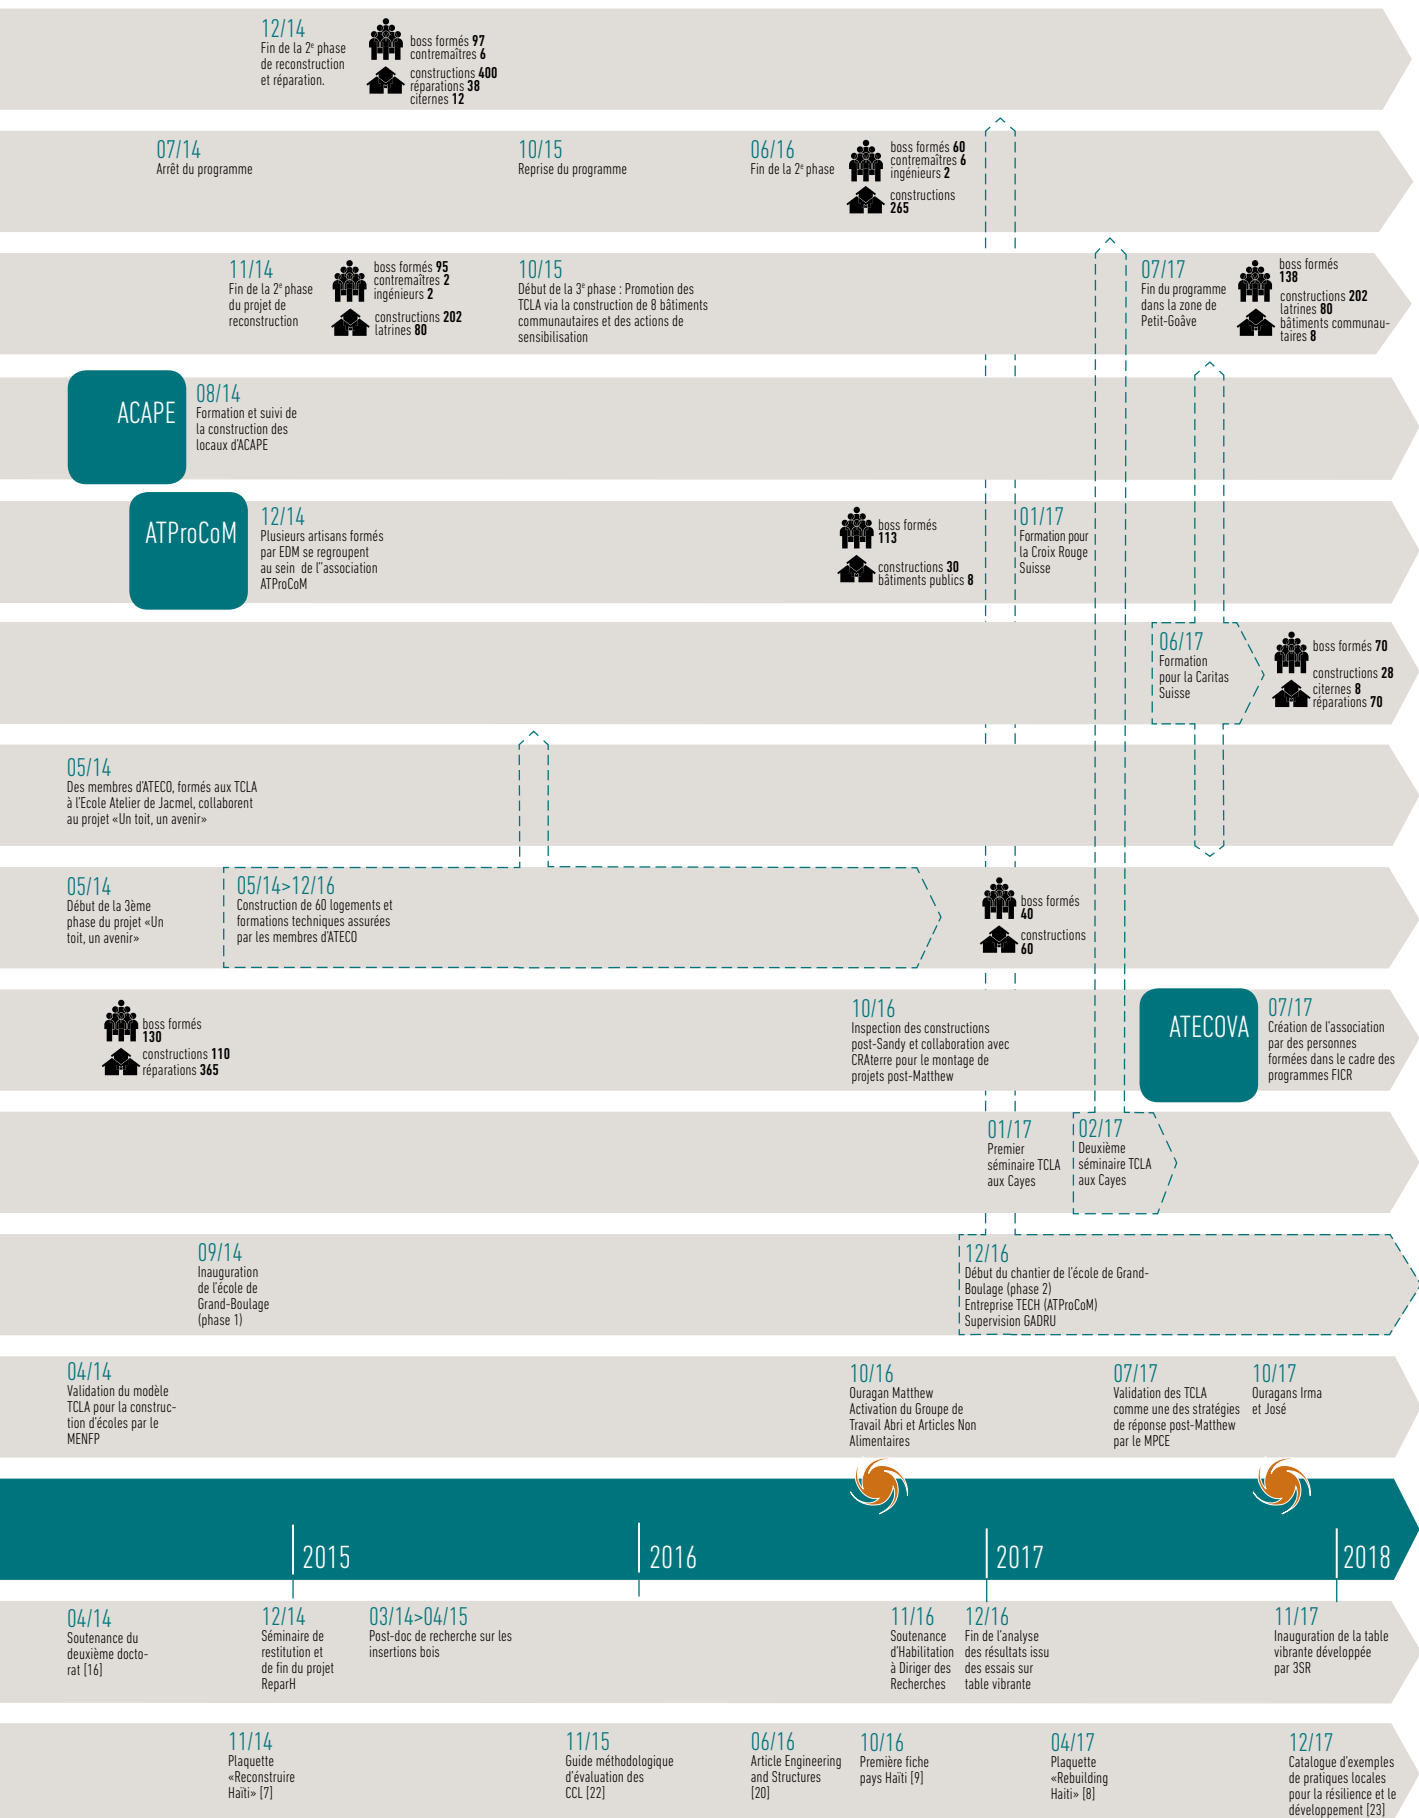 12/14
Fin de la 2e phase
de reconstruction
et réparation.
boss formés 97
contremaîtres 6
constructions 400
réparations 38
citernes 12
07/14
Arrêt du programme
10/15
Reprise du programme
06/16
Fin de la 2e phase
boss formés 60
contremaîtres 6
ingénieurs 2
constructions
265
11/14
Fin de la 2e phase
du projet de
reconstruction
boss formés 95
contremaîtres 2
ingénieurs 2
constructions 202
latrines 80
10/15
Début de la 3e phase : Promotion des
TCLA via la construction de 8 bâtiments
communautaires et des actions de
sensibilisation
07/17
Fin du programme
dans la zone de
Petit-Goâve
boss formés
138
constructions 202
latrines 80
bâtiments communau-
taires 8
ACAPE
08/14
Formation et suivi de
la construction des
locaux d'ACAPE
ATProCoM
12/14
Plusieurs artisans formés
par EDM se regroupent
au sein de l''association
ATProCoM
boss formés
113
constructions 30
bâtiments publics 8
01/17
Formation pour
la Croix Rouge
Suisse
06/17
Formation
pour la Caritas
Suisse
boss formés 70
constructions 28
citernes 8
réparations 70
05/14
Des membres d'ATECO, formés aux TCLA
à l'Ecole Atelier de Jacmel, collaborent
au projet «Un toit, un avenir»
05/14
Début de la 3ème
phase du projet «Un
toit, un avenir»
05/14>12/16
Construction de 60 logements et
formations techniques assurées
par les membres d'ATECO
boss formés
40
constructions
60
boss formés
130
constructions 110
réparations 365
10/16
Inspection des constructions
post-Sandy et collaboration avec
CRAterre pour le montage de
projets post-Matthew
ATECOVA
07/17
Création de l'association
par des personnes
formées dans le cadre des
programmes FICR
01/17
Premier
séminaire TCLA
aux Cayes
02/17
Deuxième
séminaire TCLA
aux Cayes
09/14
Inauguration
de l'école de
Grand-Boulage
(phase 1)
12/16
Début du chantier de l'école de Grand-
Boulage (phase 2)
Entreprise TECH (ATProCoM)
Supervision GADRU
04/14
Validation du modèle
TCLA pour la construc-
tion d'écoles par le
MENFP
10/16
Ouragan Matthew
Activation du Groupe de
Travail Abri et Articles Non
Alimentaires
07/17
Validation des TCLA
comme une des stratégies
de réponse post-Matthew
par le MPCE
10/17
Ouragans Irma
et José
2015
2016
2017
2018
04/14
Soutenance du
deuxième docto-
rat [16]
12/14
Séminaire de
restitution et
de fin du projet
ReparH
03/14>04/15
Post-doc de recherche sur les
insertions bois
11/16
Soutenance
d'Habilitation
à Diriger des
Recherches
12/16
Fin de l'analyse
des résultats issu
des essais sur
table vibrante
11/17
Inauguration de la table
vibrante développée
par 3SR
11/14
Plaquette
«Reconstruire
Haïti» [7]
11/15
Guide méthodologique
d'évaluation des
CCL [22]
06/16
Article Engineering
and Structures
[20]
10/16
Première fiche
pays Haïti [9]
04/17
Plaquette
«Rebuilding
Haiti» [8]
12/17
Catalogue d'exemples
de pratiques locales
pour la résilience et le
développement [23]